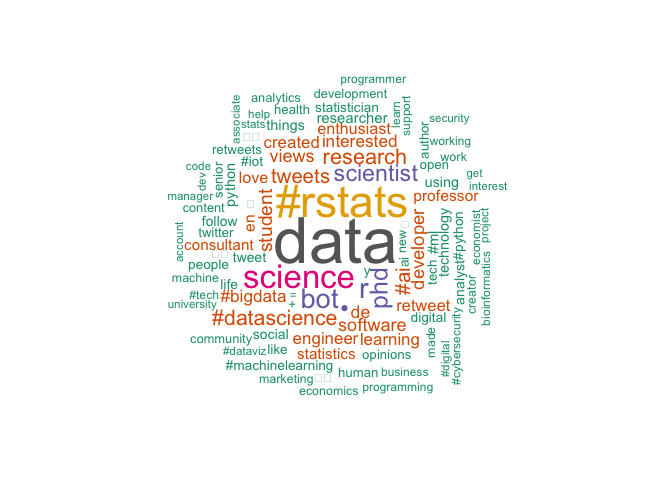 programmer
analytics
development
health
statistician
help
researcher
learn
support
security
associate
stats
things
enthusiast
author
working
retweets
created
interested
work
#iot
views
research
open
code
dev
senior
python
love
tweets
scientist
using
get
interest
manager
content
#rstats
professor
follow
en
student
twitter
data
ai
new
developer
tech
#ml
technology
analyst
#python
economist
project
account
consultant
people
tweet
machine
life
science
y
#ai
creator
bioinformatics
#tech
#bigdata
=
+
bot
•
r
phd
retweet
university
#datascience
de
software
digital
community
social
engineer
learning
made
#digital
#cybersecurity
#dataviz
like
statistics
opinions
#machinelearning
marketing
human
business
economics
programming